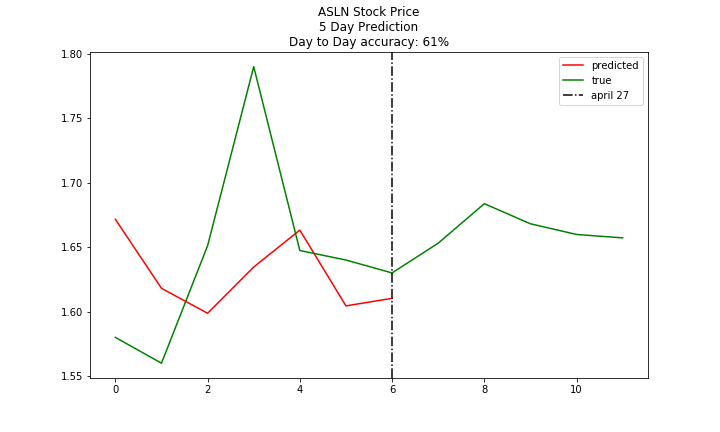 ASLN Stock Price
5 Day Prediction
Day to Day accuracy: 61%
predicted
true
april 27
1.80
1.75
1.70
1.65
1.60
1.55
0 2 4 6 8 10